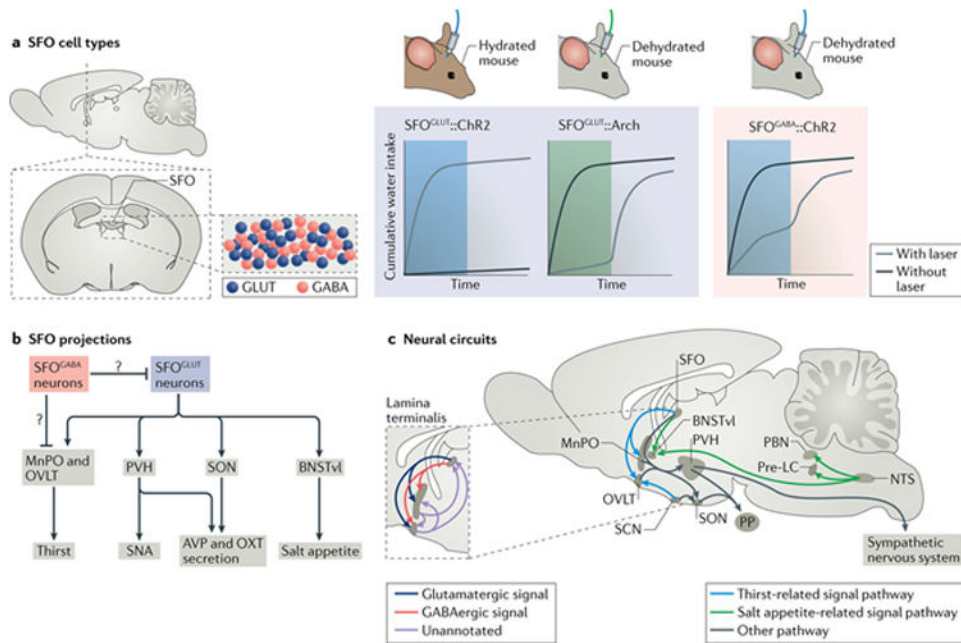 a SFO cell types
Hydrated
mouse
Dehydrated
mouse
Dehydrated
mouse
SFO
GLUT
GABA
SFOGLUT::ChR2
SFOGLUT::Arch
SFOGABA::ChR2
Cumulative water intake
Time
Time
Time
With laser
Without
laser
b SFO projections
SFOGABA
neurons
?
SFOGLUT
neurons
?
MnPO and
OVLT
PVH
SON
BNSTvl
Thirst
SNA
AVP and OXT
secretion
Salt appetite
c Neural circuits
Lamina
terminalis
SFO
BNSTvl
MnPO
PVH
PBN
Pre-LC
NTS
OVLT
SCN
SON
PP
Sympathetic
nervous system
Glutamatergic signal
GABAergic signal
Unannotated
Thirst-related signal pathway
Salt appetite-related signal pathway
Other pathway